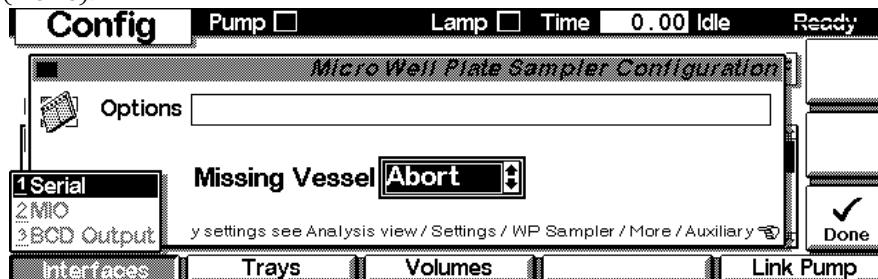 Config Pump Lamp Time 0.00 Idle Ready
Micro Well Plate Sampler Configuration
Options
Missing Vessel Abort
1 Serial
2 MIO
3 BCD Output
y settings see Analysis view / Settings / WP Sampler / More / Auxiliary
Done
Interfaces Trays Volumes Link Pump